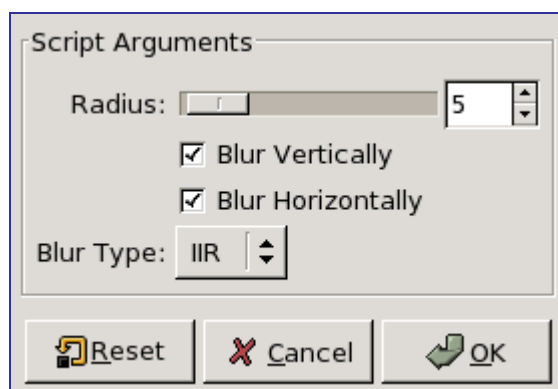 Script Arguments
Radius: 5
Blur Vertically
Blur Horizontally
Blur Type: IIR
Reset Cancel OK